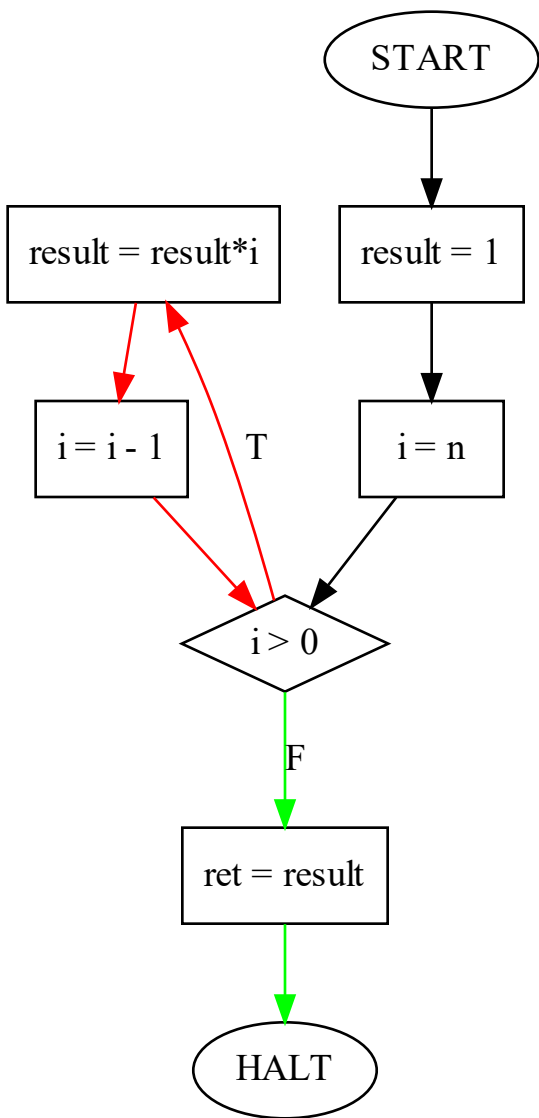 START
result = result*i
result = 1
i = i - 1
T
i = n
i > 0
F
ret = result
HALT